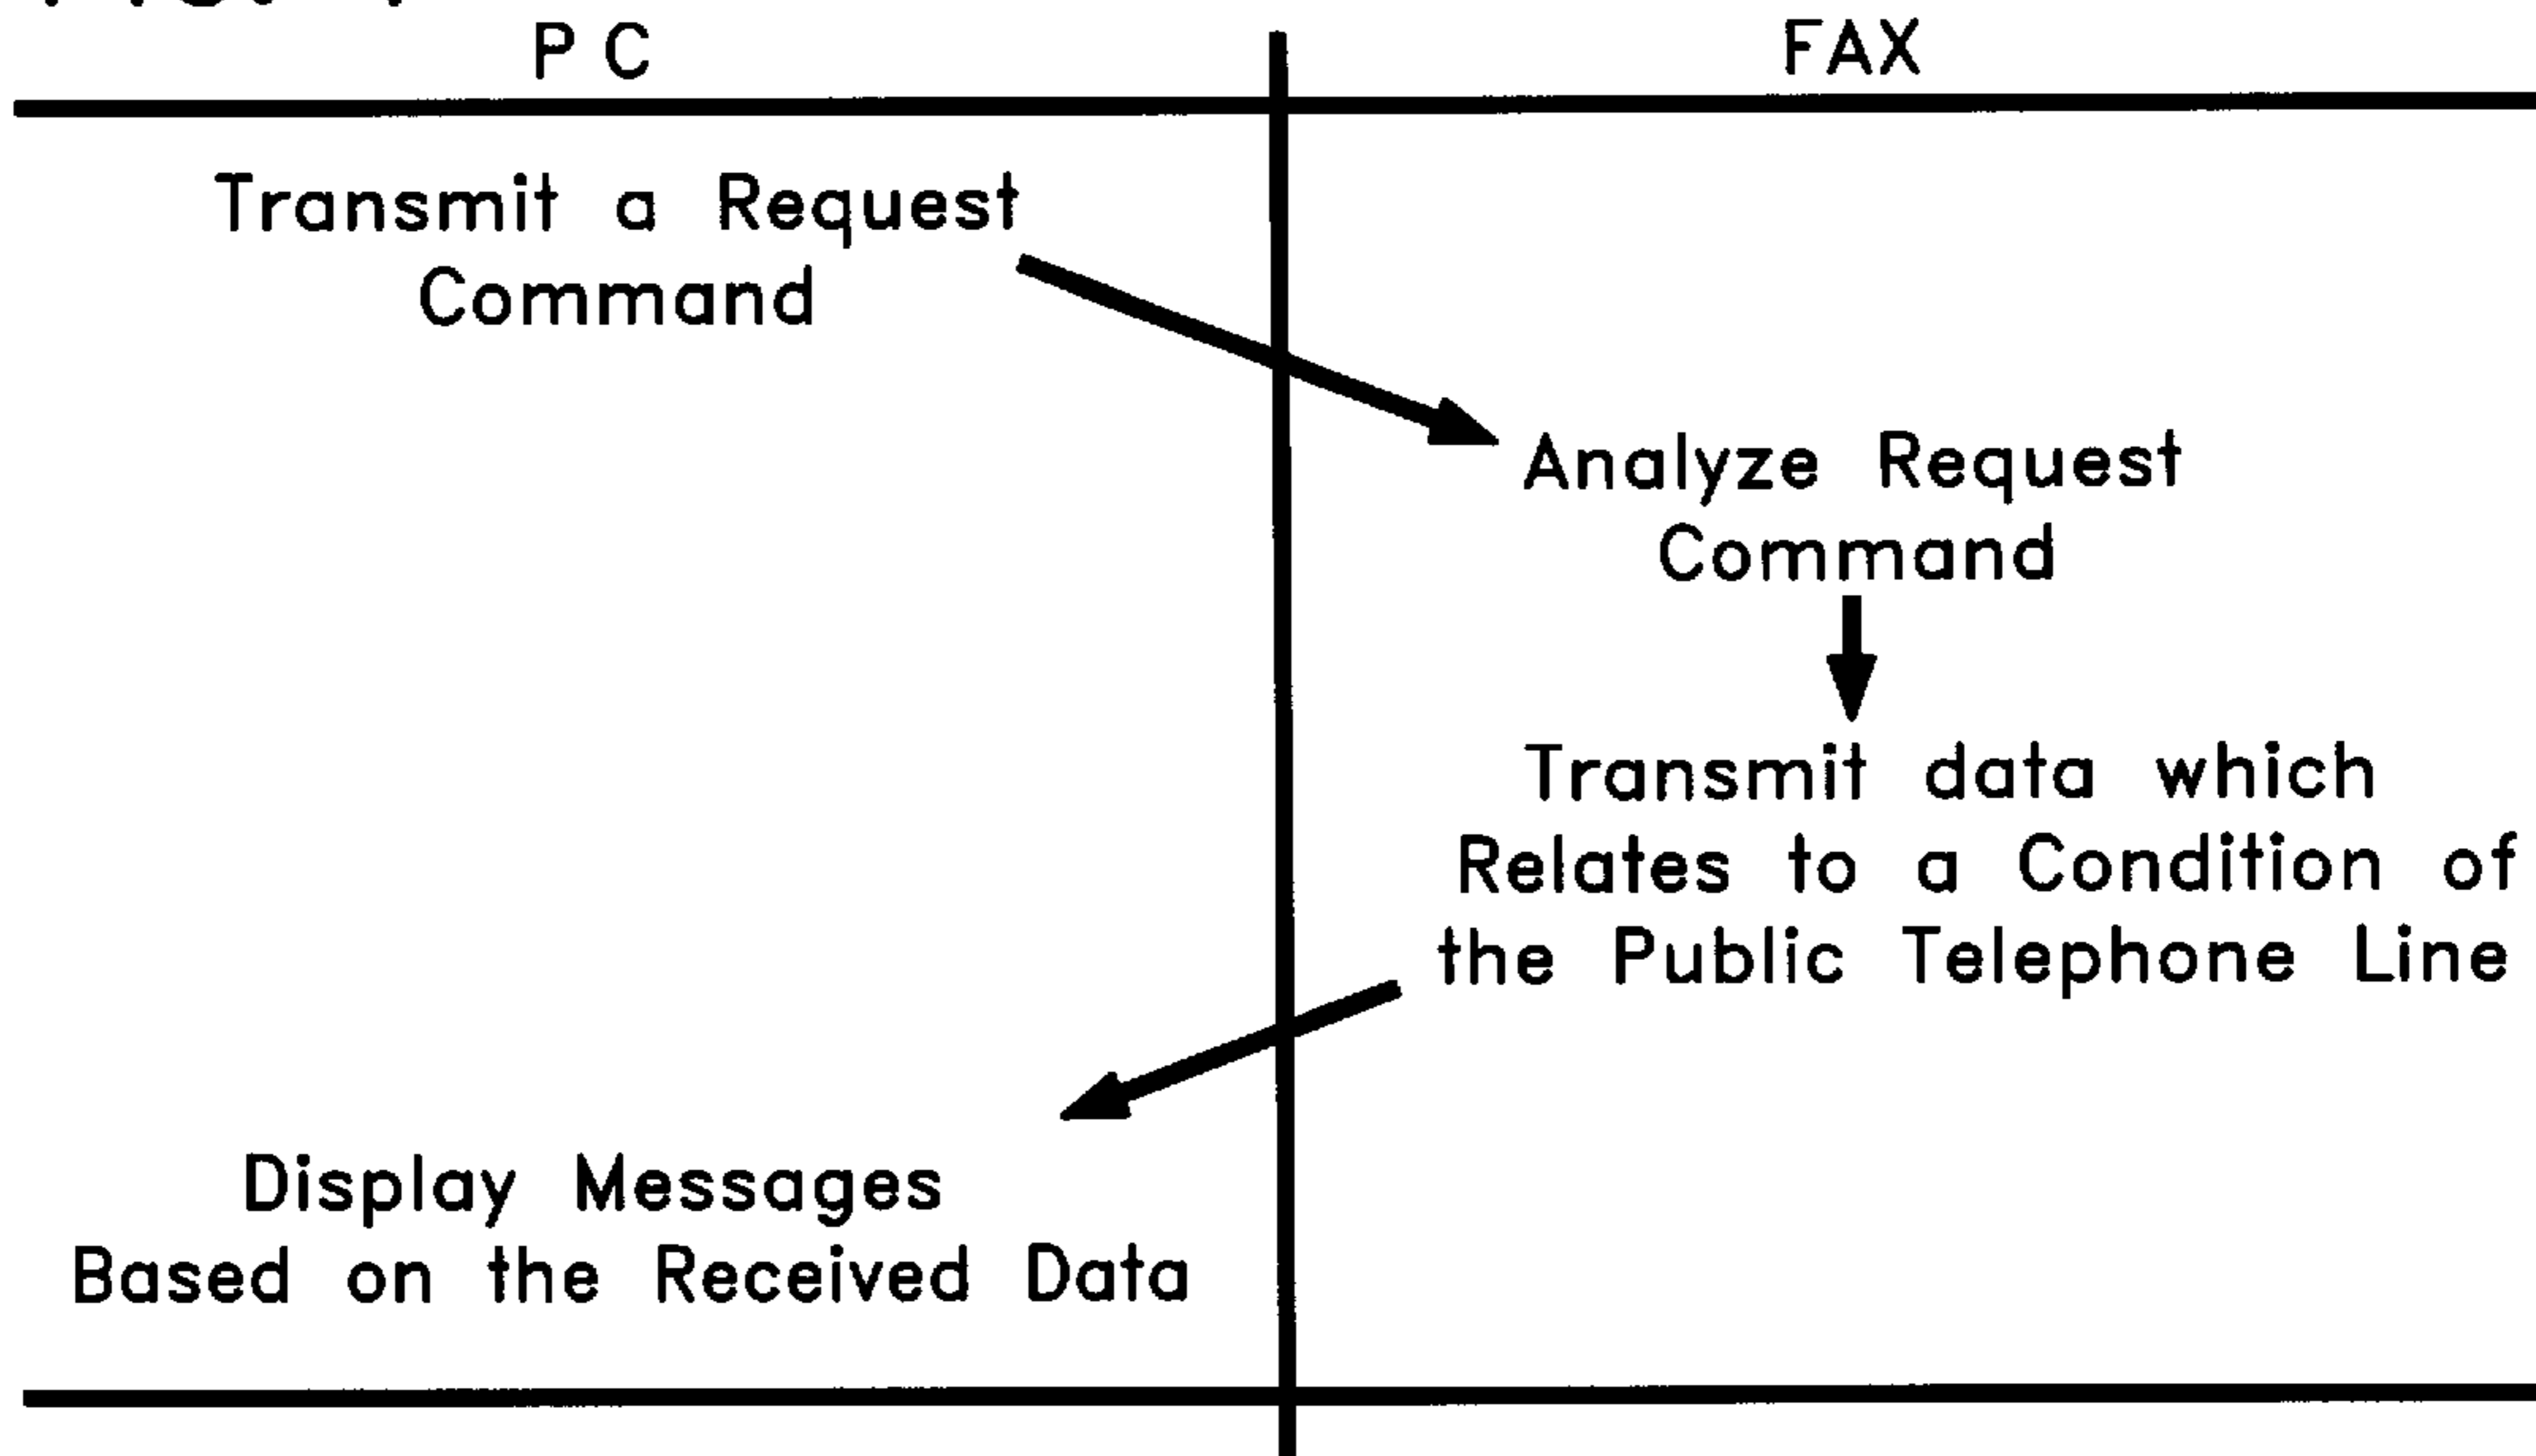 PC
FAX
Transmit a Request
Command
Analyze Request
Command
Transmit data which
Relates to a Condition of
the Public Telephone Line
Display Messages
Based on the Received Data